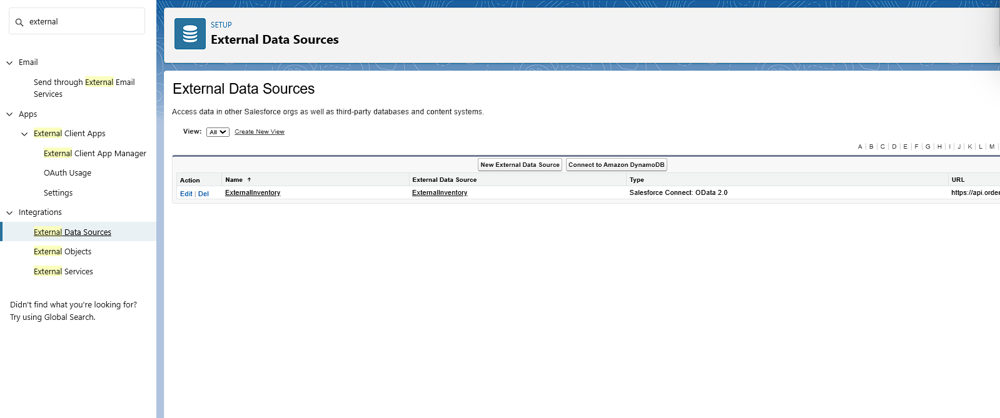 external
Email
Send through External Email
Services
Apps
External Client Apps
External Client App Manager
OAuth Usage
Settings
Integrations
External Data Sources
External Objects
External Services
Didn't find what you're looking for?
Try using Global Search.
SETUP
External Data Sources
External Data Sources
Access data in other Salesforce orgs as well as third-party databases and content systems.
View: All Create New View
A | B | C | D | E | F | G | H | I | J | K | L | M |
New External Data Source Connect to Amazon DynamoDB
Action Name ↑ External Data Source Type URL
Edit | Del ExternalInventory ExternalInventory Salesforce Connect: OData 2.0 https://api.order